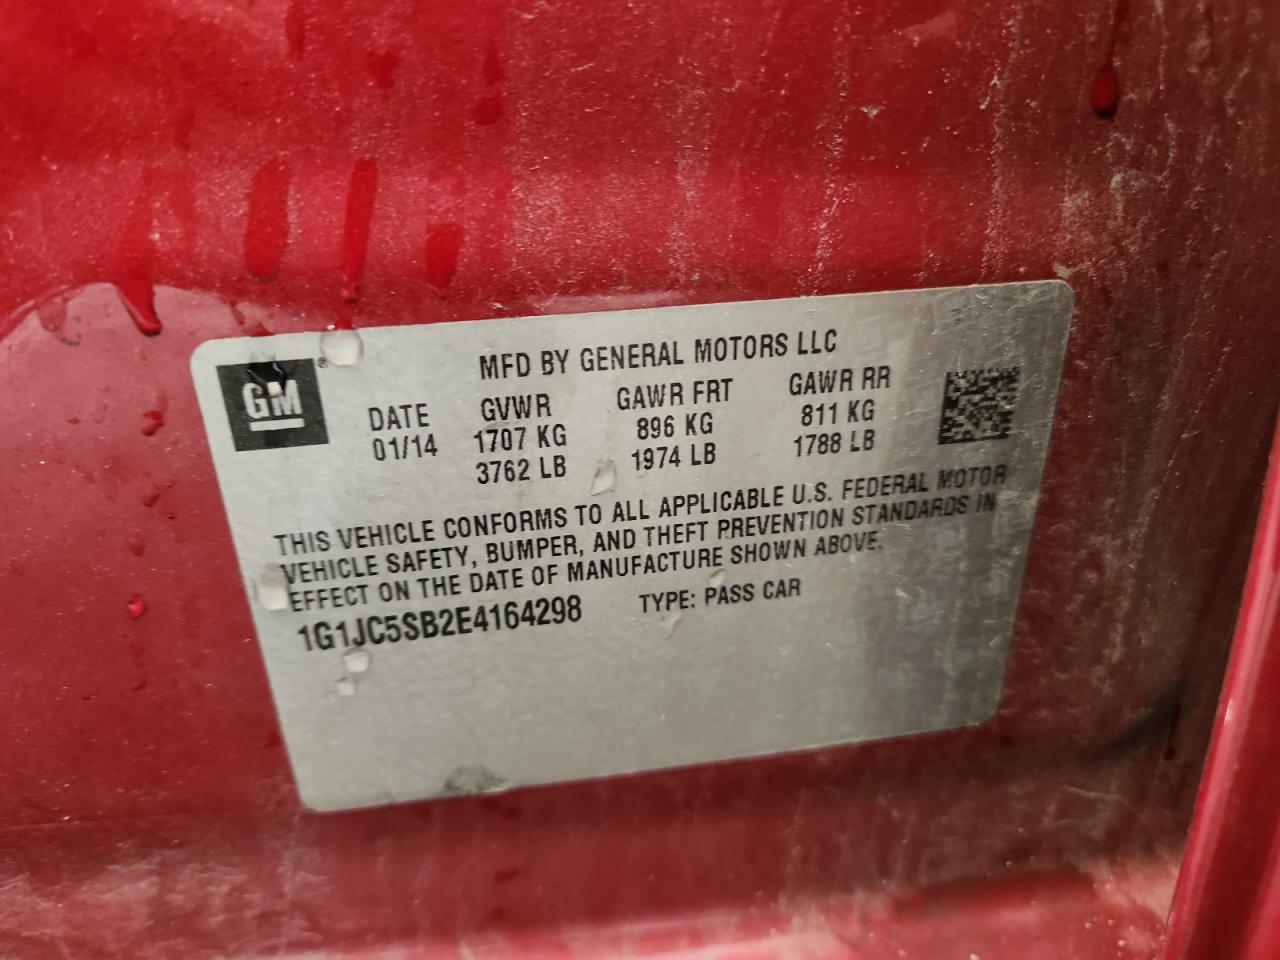 GM
®
MFD BY GENERAL MOTORS LLC
DATE GVWR GAWR FRT GAWR RR
01/14 1707 KG 896 KG 811 KG
3762 LB 1974 LB 1788 LB
THIS VEHICLE CONFORMS TO ALL APPLICABLE U.S. FEDERAL MOTOR
VEHICLE SAFETY, BUMPER, AND THEFT PREVENTION STANDARDS IN
EFFECT ON THE DATE OF MANUFACTURE SHOWN ABOVE.
1G1JC5SB2E4164298 TYPE: PASS CAR